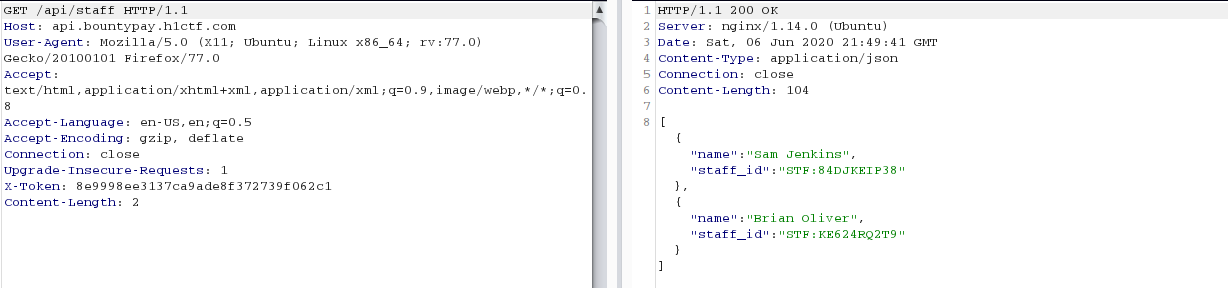 GET /api/staff HTTP/1.1
Host: api.bountypay.h1ctf.com
User-Agent: Mozilla/5.0 (X11; Ubuntu; Linux x86_64; rv:77.0)
Gecko/20100101 Firefox/77.0
Accept:
text/html,application/xhtml+xml,application/xml;q=0.9,image/webp,*/*;q=0.
8
Accept-Language: en-US,en;q=0.5
Accept-Encoding: gzip, deflate
Connection: close
Upgrade-Insecure-Requests: 1
X-Token: 8e9998ee3137ca9ade8f372739f062c1
Content-Length: 2
1 HTTP/1.1 200 OK
2 Server: nginx/1.14.0 (Ubuntu)
3 Date: Sat, 06 Jun 2020 21:49:41 GMT
4 Content-Type: application/json
5 Connection: close
6 Content-Length: 104
7
8 [
{
"name":"Sam Jenkins",
"staff_id":"STF:84DJKEIP38"
},
{
"name":"Brian Oliver",
"staff_id":"STF:KE624RQ2T9"
}
]